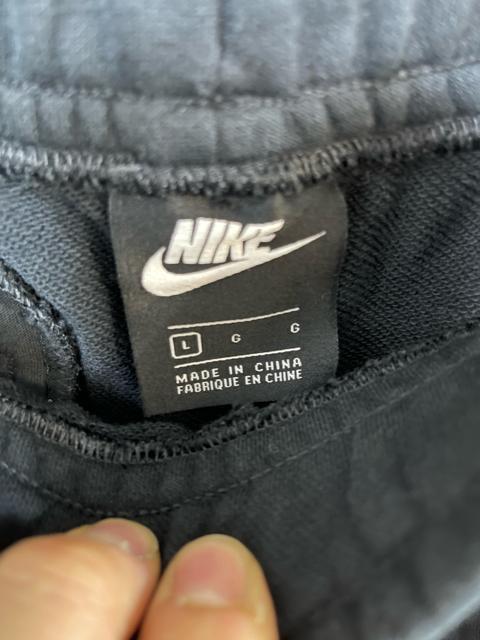 NIKE
L G G
MADE IN CHINA
FABRIQUE EN CHINE